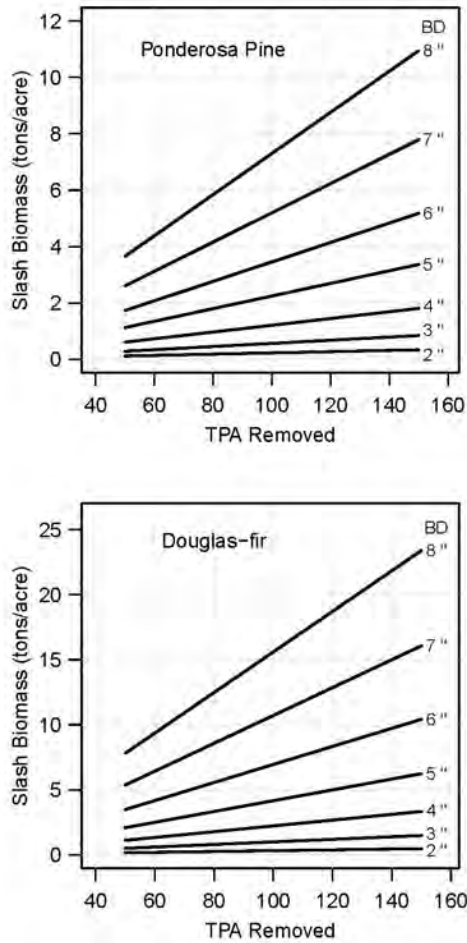 Ponderosa Pine
BD
8 "
7 "
6 "
5 "
4 "
3 "
2 "
12
10
8
6
4
2
0
Slash Biomass (tons/acre)
40 60 80 100 120 140 160
TPA Removed
Douglas-fir
BD
8 "
7 "
6 "
5 "
4 "
3 "
2 "
25
20
15
10
5
0
Slash Biomass (tons/acre)
40 60 80 100 120 140 160
TPA Removed